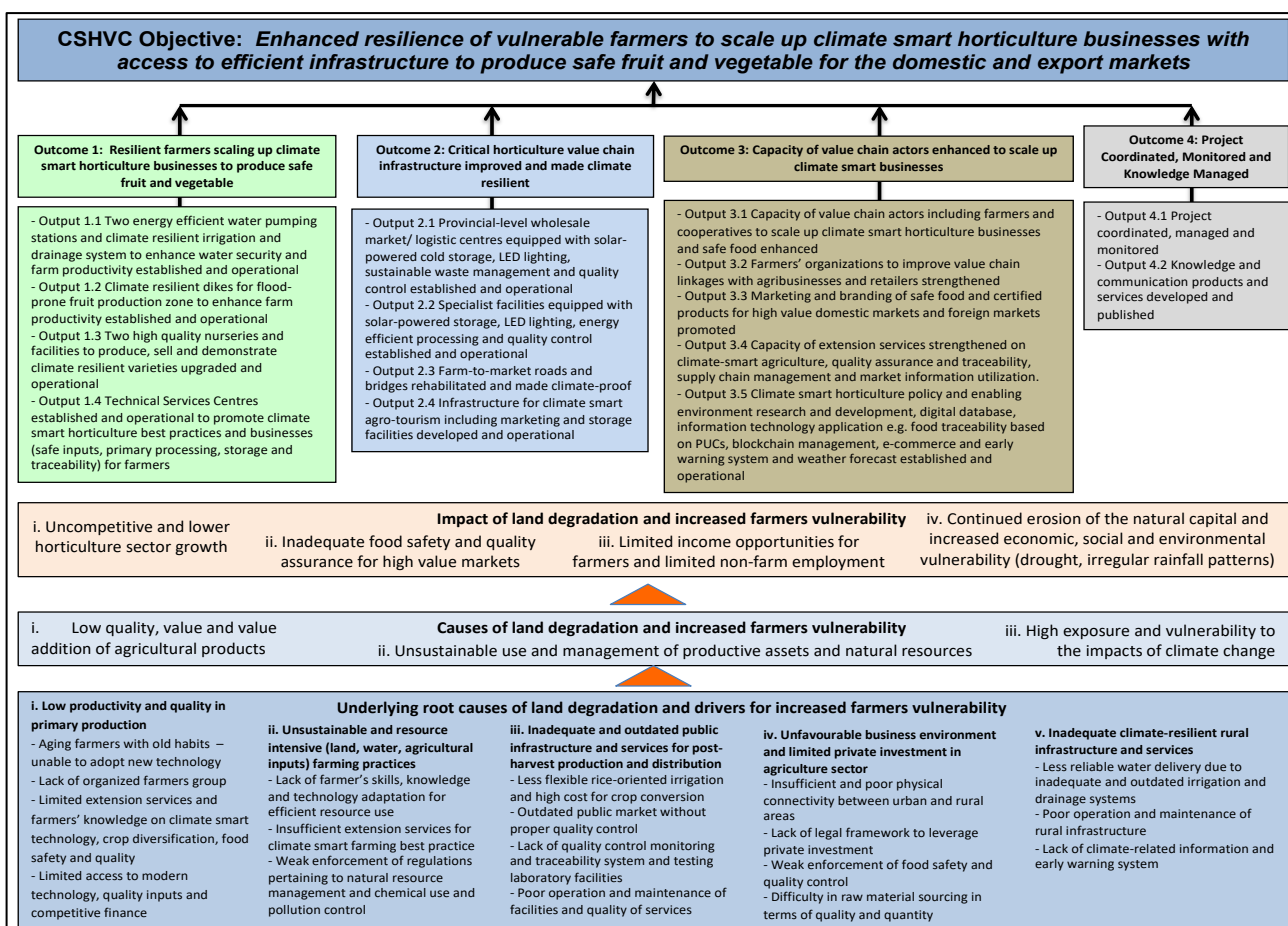 CSHVC Objective: Enhanced resilience of vulnerable farmers to scale up climate smart horticulture businesses with
access to efficient infrastructure to produce safe fruit and vegetable for the domestic and export markets
Outcome 1: Resilient farmers scaling up climate
smart horticulture businesses to produce safe
fruit and vegetable
- Output 1.1 Two energy efficient water pumping
stations and climate resilient irrigation and
drainage system to enhance water security and
farm productivity established and operational
- Output 1.2 Climate resilient dikes for flood-
prone fruit production zone to enhance farm
productivity established and operational
- Output 1.3 Two high quality nurseries and
facilities to produce, sell and demonstrate
climate resilient varieties upgraded and
operational
- Output 1.4 Technical Services Centres
established and operational to promote climate
smart horticulture best practices and businesses
(safe inputs, primary processing, storage and
traceability) for farmers
Outcome 2: Critical horticulture value chain
infrastructure improved and made climate
resilient
- Output 2.1 Provincial-level wholesale
market/ logistic centres equipped with solar-
powered cold storage, LED lighting,
sustainable waste management and quality
control established and operational
- Output 2.2 Specialist facilities equipped with
solar-powered storage, LED lighting, energy
efficient processing and quality control
established and operational
- Output 2.3 Farm-to-market roads and
bridges rehabilitated and made climate-proof
- Output 2.4 Infrastructure for climate smart
agro-tourism including marketing and storage
facilities developed and operational
Outcome 3: Capacity of value chain actors enhanced to scale up
climate smart businesses
- Output 3.1 Capacity of value chain actors including farmers and
cooperatives to scale up climate smart horticulture businesses
and safe food enhanced
- Output 3.2 Farmers' organizations to improve value chain
linkages with agribusinesses and retailers strengthened
- Output 3.3 Marketing and branding of safe food and certified
products for high value domestic markets and foreign markets
promoted
- Output 3.4 Capacity of extension services strengthened on
climate-smart agriculture, quality assurance and traceability,
supply chain management and market information utilization.
- Output 3.5 Climate smart horticulture policy and enabling
environment research and development, digital database,
information technology application e.g. food traceability based
on PUCs, blockchain management, e-commerce and early
warning system and weather forecast established and
operational
Outcome 4: Project
Coordinated, Monitored and
Knowledge Managed
- Output 4.1 Project
coordinated, managed and
monitored
- Output 4.2 Knowledge and
communication products and
services developed and
published
Impact of land degradation and increased farmers vulnerability
i. Uncompetitive and lower
horticulture sector growth
ii. Inadequate food safety and quality
assurance for high value markets
iii. Limited income opportunities for
farmers and limited non-farm employment
iv. Continued erosion of the natural capital and
increased economic, social and environmental
vulnerability (drought, irregular rainfall patterns)
Causes of land degradation and increased farmers vulnerability
i. Low quality, value and value
addition of agricultural products
ii. Unsustainable use and management of productive assets and natural resources
iii. High exposure and vulnerability to
the impacts of climate change
Underlying root causes of land degradation and drivers for increased farmers vulnerability
i. Low productivity and quality in
primary production
- Aging farmers with old habits –
unable to adopt new technology
- Lack of organized farmers group
- Limited extension services and
farmers' knowledge on climate smart
technology, crop diversification, food
safety and quality
- Limited access to modern
technology, quality inputs and
competitive finance
ii. Unsustainable and resource
intensive (land, water, agricultural
inputs) farming practices
- Lack of farmer's skills, knowledge
and technology adaptation for
efficient resource use
- Insufficient extension services for
climate smart farming best practice
- Weak enforcement of regulations
pertaining to natural resource
management and chemical use and
pollution control
iii. Inadequate and outdated public
infrastructure and services for post-
harvest production and distribution
- Less flexible rice-oriented irrigation
and high cost for crop conversion
- Outdated public market without
proper quality control
- Lack of quality control monitoring
and traceability system and testing
laboratory facilities
- Poor operation and maintenance of
facilities and quality of services
iv. Unfavourable business environment
and limited private investment in
agriculture sector
- Insufficient and poor physical
connectivity between urban and rural
areas
- Lack of legal framework to leverage
private investment
- Weak enforcement of food safety and
quality control
- Difficulty in raw material sourcing in
terms of quality and quantity
v. Inadequate climate-resilient rural
infrastructure and services
- Less reliable water delivery due to
inadequate and outdated irrigation and
drainage systems
- Poor operation and maintenance of
rural infrastructure
- Lack of climate-related information and
early warning system